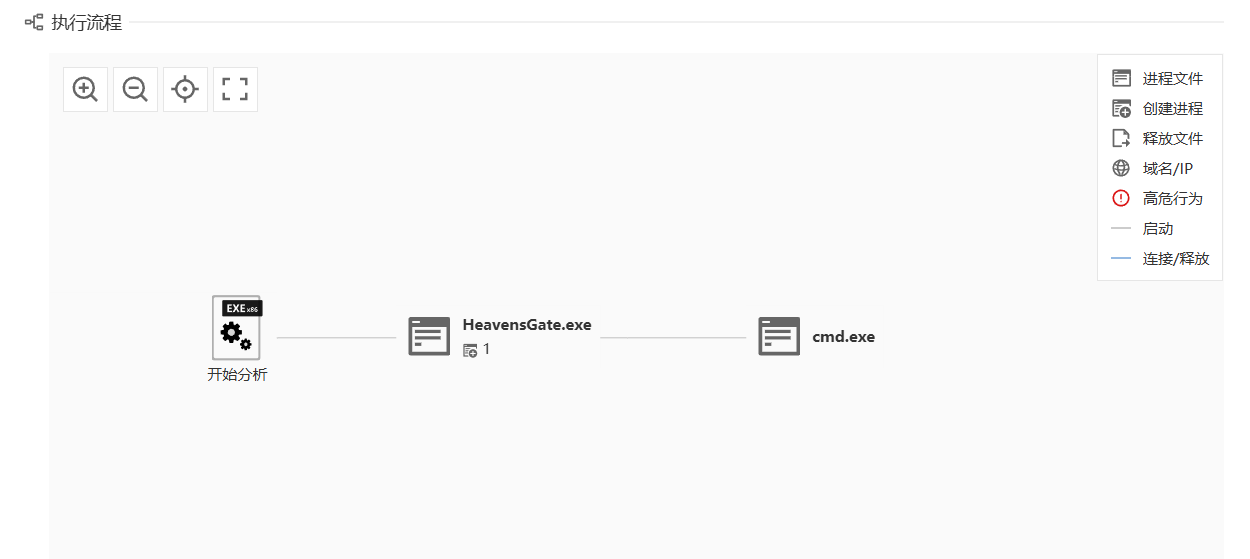 执行流程
进程文件
创建进程
释放文件
域名/IP
高危行为
启动
连接/释放
EXE x86
开始分析
HeavensGate.exe
1
cmd.exe